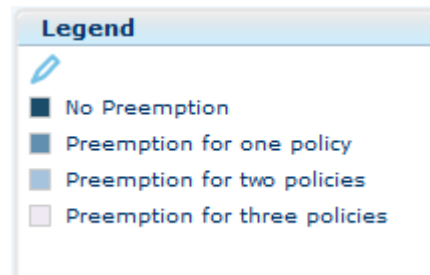 Legend
No Preemption
Preemption for one policy
Preemption for two policies
Preemption for three policies